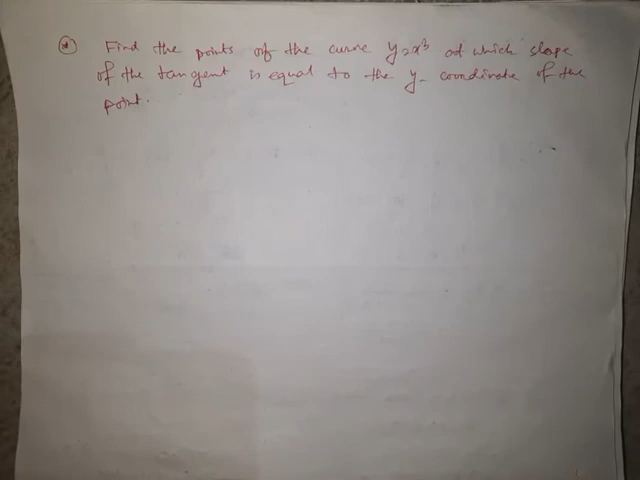 * Find the points of the curve y=x³ at which slope
of the tangent is equal to the y- coordinate of the
point.